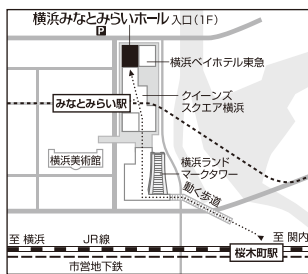 横浜みなとみらいホール 入口(1F)
P
横浜ベイホテル東急
みなとみらい駅
クイーンズ
スクエア横浜
横浜美術館
横浜ランド
マークタワー
動く歩道
至 横浜 JR線 至 関内
桜木町駅
市営地下鉄